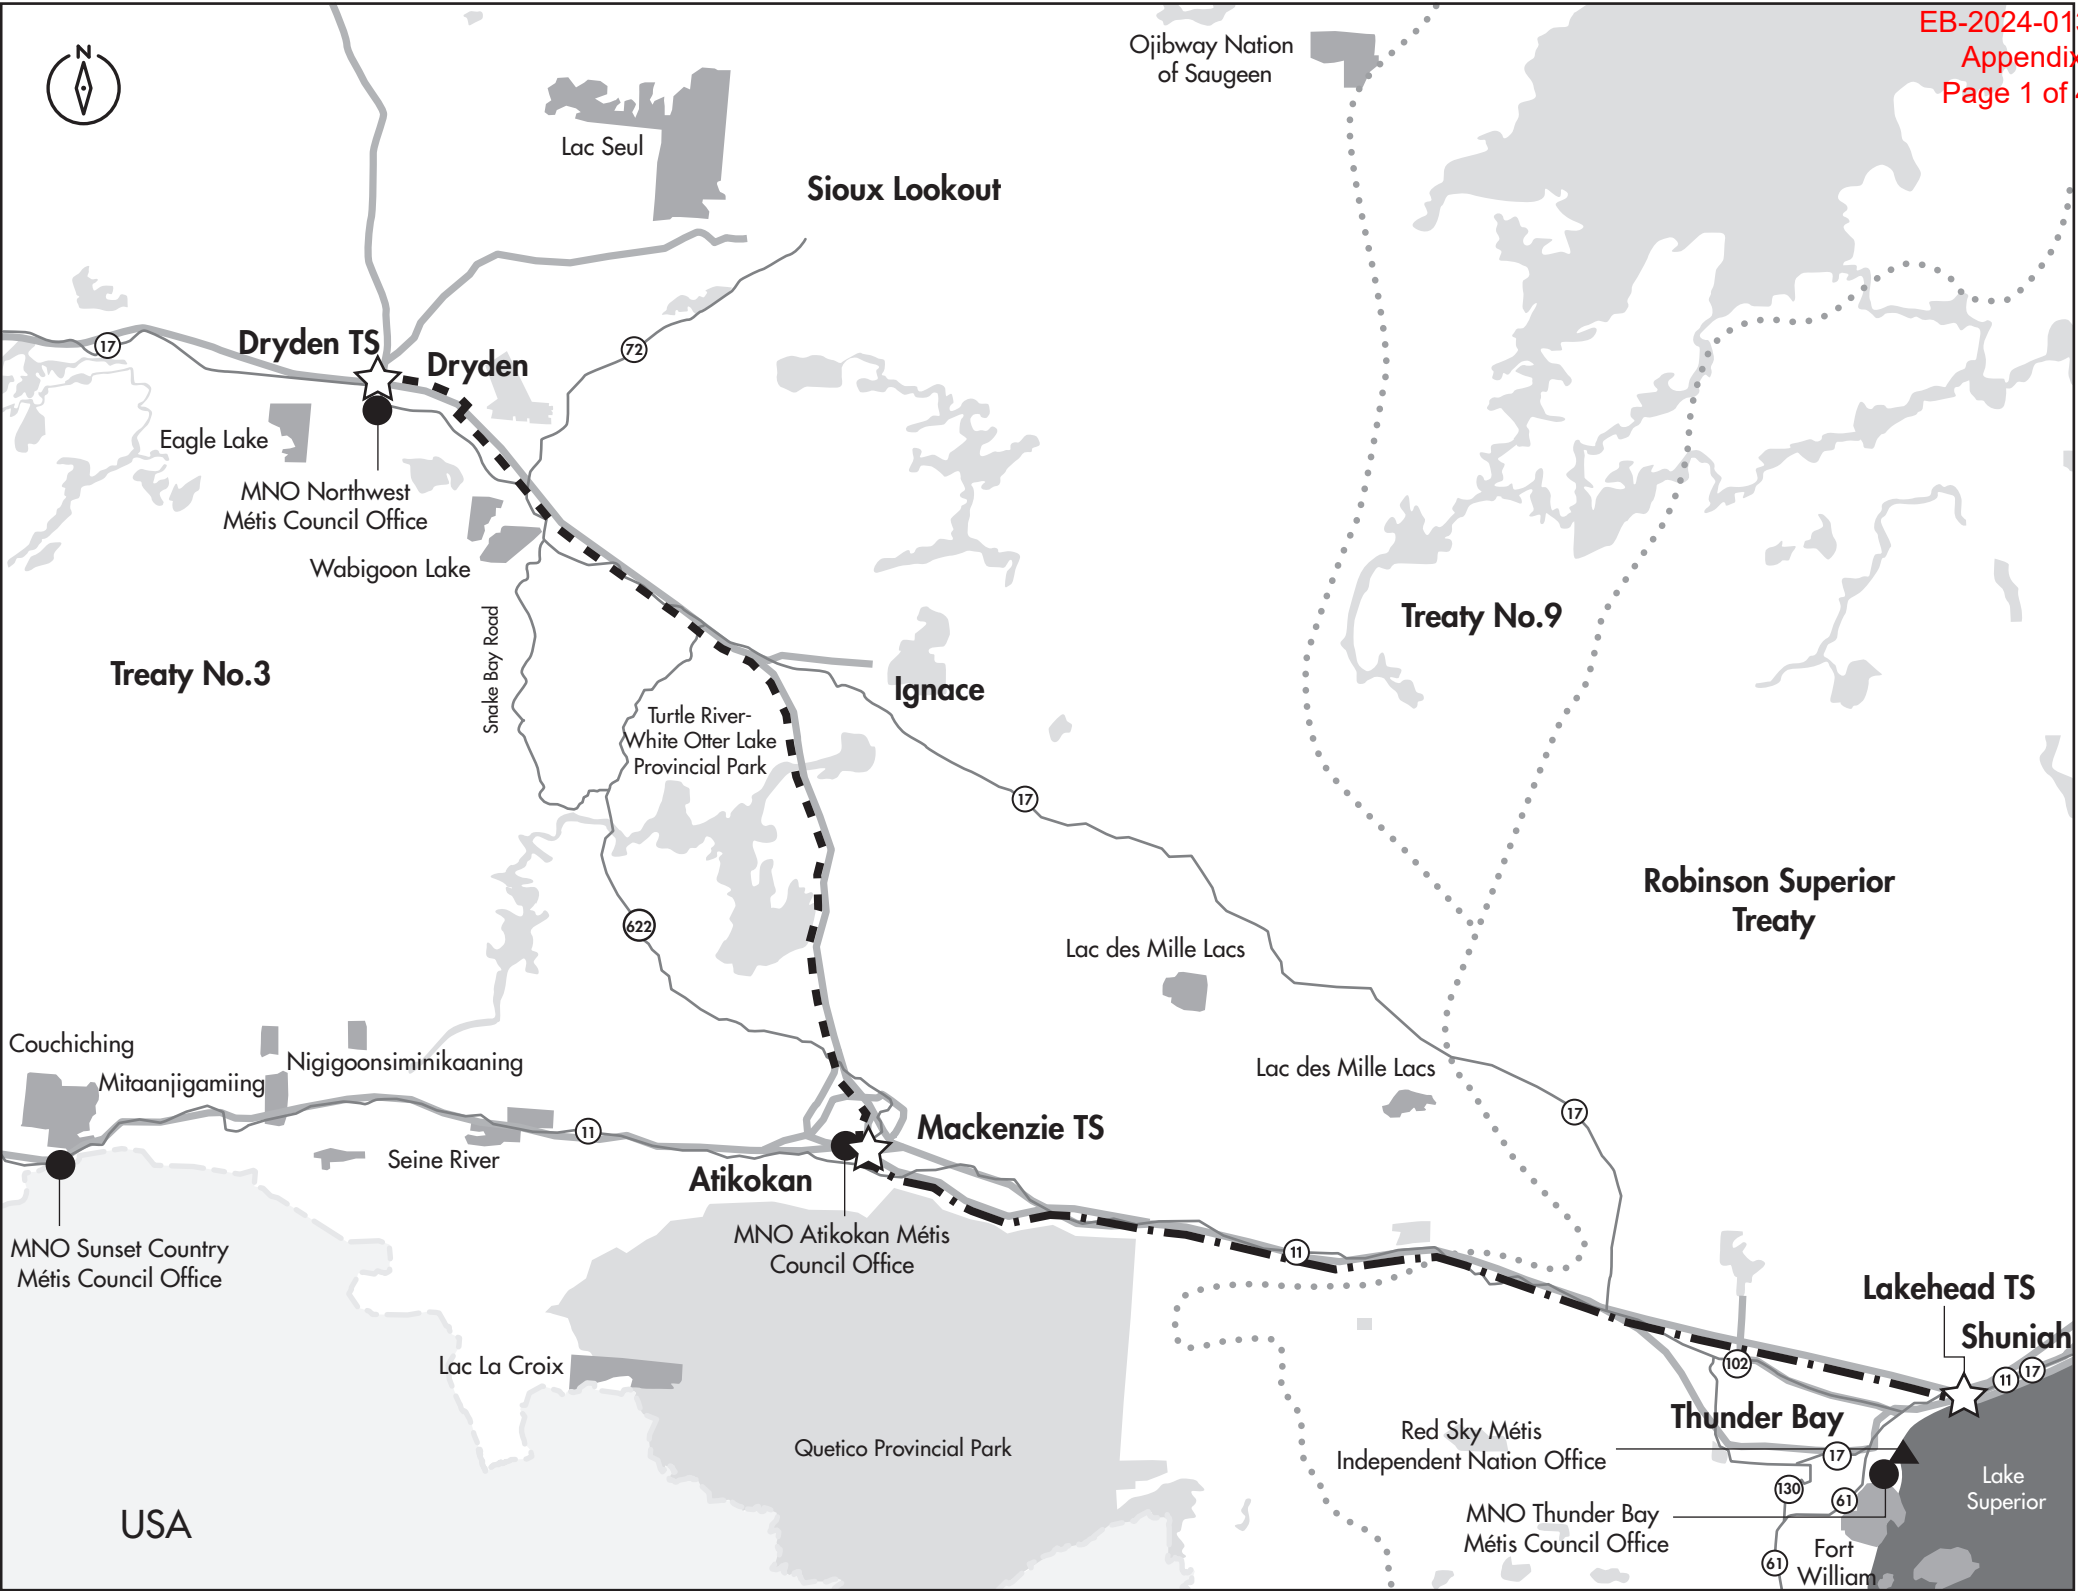 EB-2024-01
Appendix
Page 1 of
N
Ojibway Nation
of Saugeen
Lac Seul
Sioux Lookout
17
Dryden TS
Dryden
72
Eagle Lake
MNO Northwest
Métis Council Office
Wabigoon Lake
Snake Bay Road
Treaty No.9
Treaty No.3
Ignace
Turtle River-
White Otter Lake
Provincial Park
17
Robinson Superior
Treaty
622
Lac des Mille Lacs
Couchiching
Nigigoonsiminikaaning
Mitaanjigamiing
Lac des Mille Lacs
17
11
Mackenzie TS
Seine River
Atikokan
MNO Atikokan Métis
Council Office
MNO Sunset Country
Métis Council Office
11
Lakehead TS
Shuniah
102
11
17
Lac La Croix
Thunder Bay
Red Sky Métis
Independent Nation Office
Quetico Provincial Park
17
130
61
Lake
Superior
MNO Thunder Bay
Métis Council Office
USA
Fort
William
61